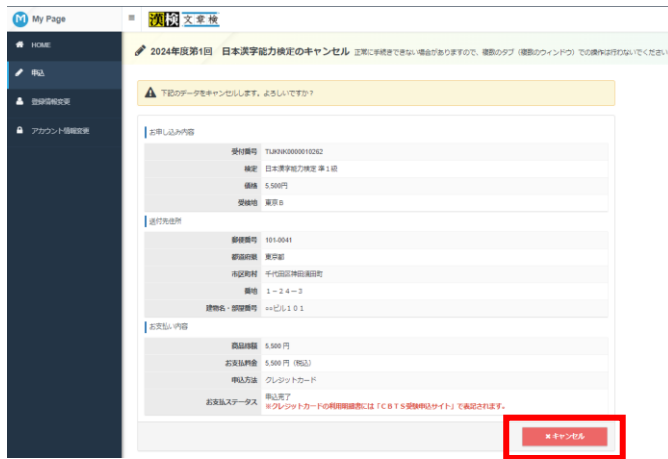 M My Page
漢検 文章検
HOME
申込
登録情報変更
アカウント情報変更
2024年度第1回 日本漢字能力検定のキャンセル 正常に手続きできない場合がありますので、複数のタブ（複数のウィンドウ）での操作は行わないでください
下記のデータをキャンセルします。よろしいですか？
お申し込み内容
受付番号 TIJKNK0000010262
検定 日本漢字能力検定 準１級
価格 5,500円
受検地 東京Ｂ
送付先住所
郵便番号 101-0041
都道府県 東京都
市区町村 千代田区神田須田町
番地 １－２４－３
建物名・部屋番号 ○○ビル１０１
お支払い内容
商品総額 5,500 円
お支払料金 5,500 円（税込）
申込方法 クレジットカード
お支払ステータス 申込完了
※クレジットカードの利用明細書には「ＣＢＴＳ受験申込サイト」で表記されます。
×キャンセル